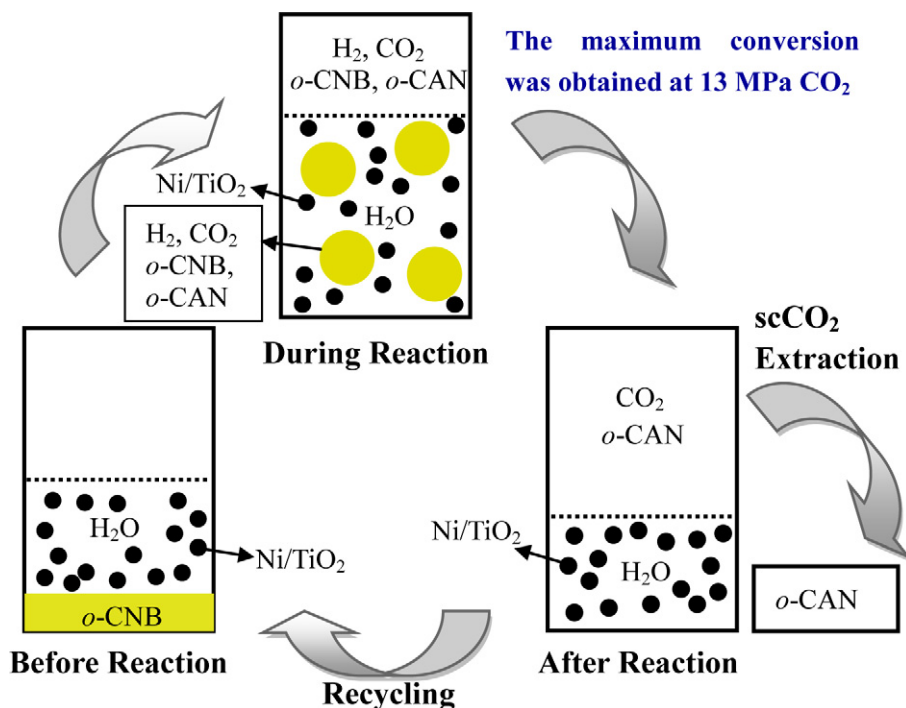 H₂, CO₂
o-CNB, o-CAN
The maximum conversion
was obtained at 13 MPa CO₂
Ni/TiO₂
H₂O
H₂, CO₂
o-CNB,
o-CAN
During Reaction
scCO₂
Extraction
CO₂
o-CAN
H₂O
Ni/TiO₂
o-CNB
Before Reaction
Ni/TiO₂
H₂O
o-CAN
After Reaction
Recycling